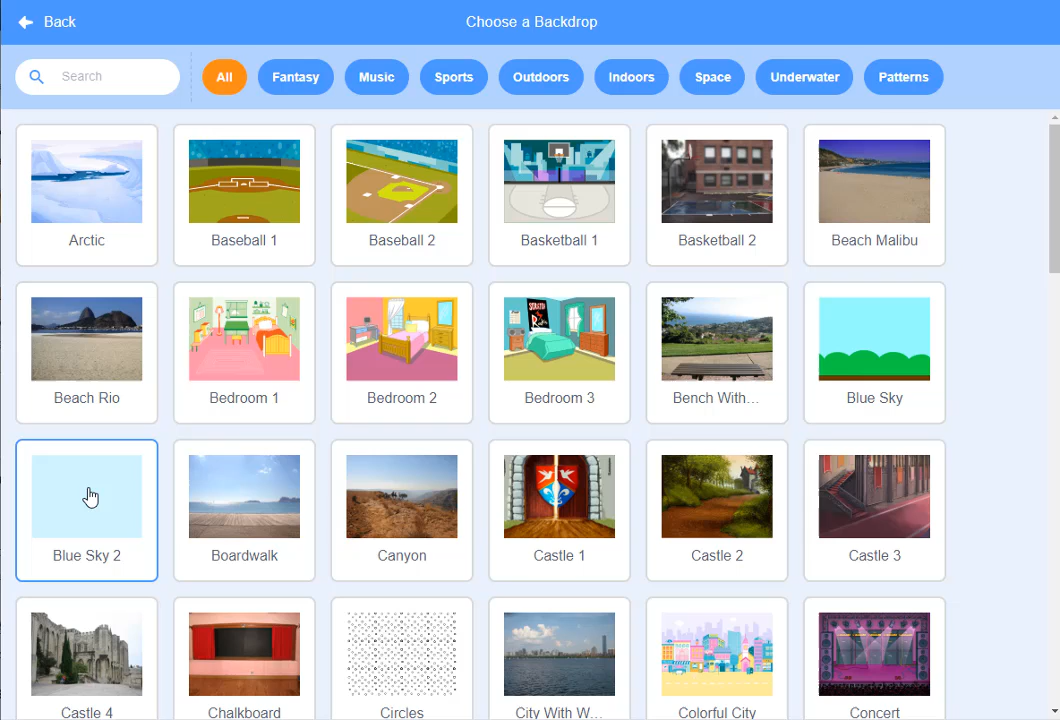 Back
Choose a Backdrop
Search
All
Fantasy
Music
Sports
Outdoors
Indoors
Space
Underwater
Patterns
Arctic
Baseball 1
Baseball 2
Basketball 1
Basketball 2
Beach Malibu
Beach Rio
Bedroom 1
Bedroom 2
Bedroom 3
Bench With...
Blue Sky
Blue Sky 2
Boardwalk
Canyon
Castle 1
Castle 2
Castle 3
Castle 4
Chalkboard
Circles
City With W...
Colorful City
Concert